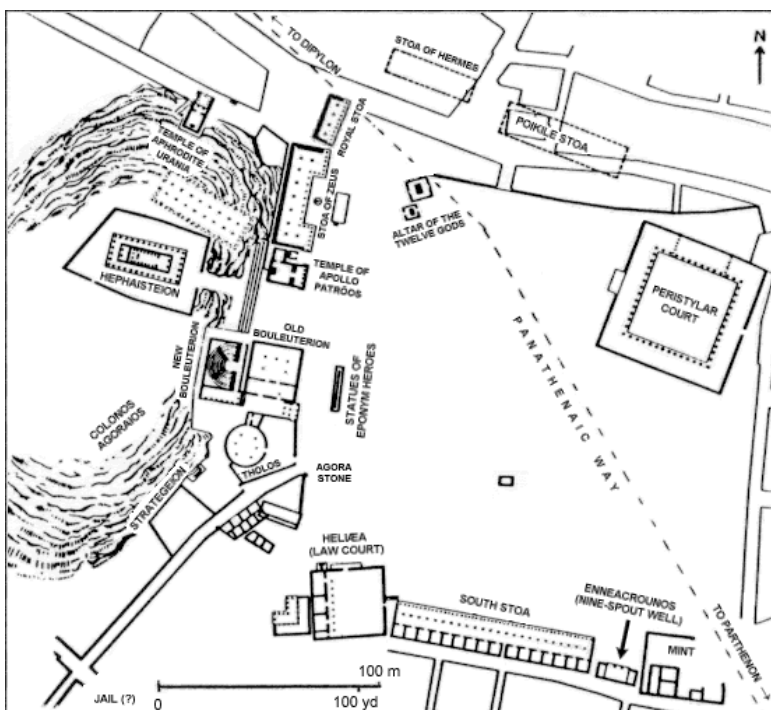 TO DIPYLON
STOA OF HERMES
N
POIKILE STOA
ROYAL STOA
TEMPLE OF
APHRODITE
URANIA
STOA OF ZEUS
ALTAR OF THE
TWELVE GODS
HEPHAISTEION
TEMPLE OF
APOLLO
PATRÔOS
PERISTYLAR
COURT
OLD
BOULEUTERION
NEW
BOULEUTERION
STATUES OF
EPONYM HEROES
PANATHENAIC WAY
COLONOS
AGORAIOS
THOLOS
AGORA
STONE
STRATEGEION
HELIÆA
(LAW COURT)
SOUTH STOA
ENNEACROUNOS
(NINE-SPOUT WELL)
MINT
TO PARTHENON
JAIL (?)
100 m
0
100 yd